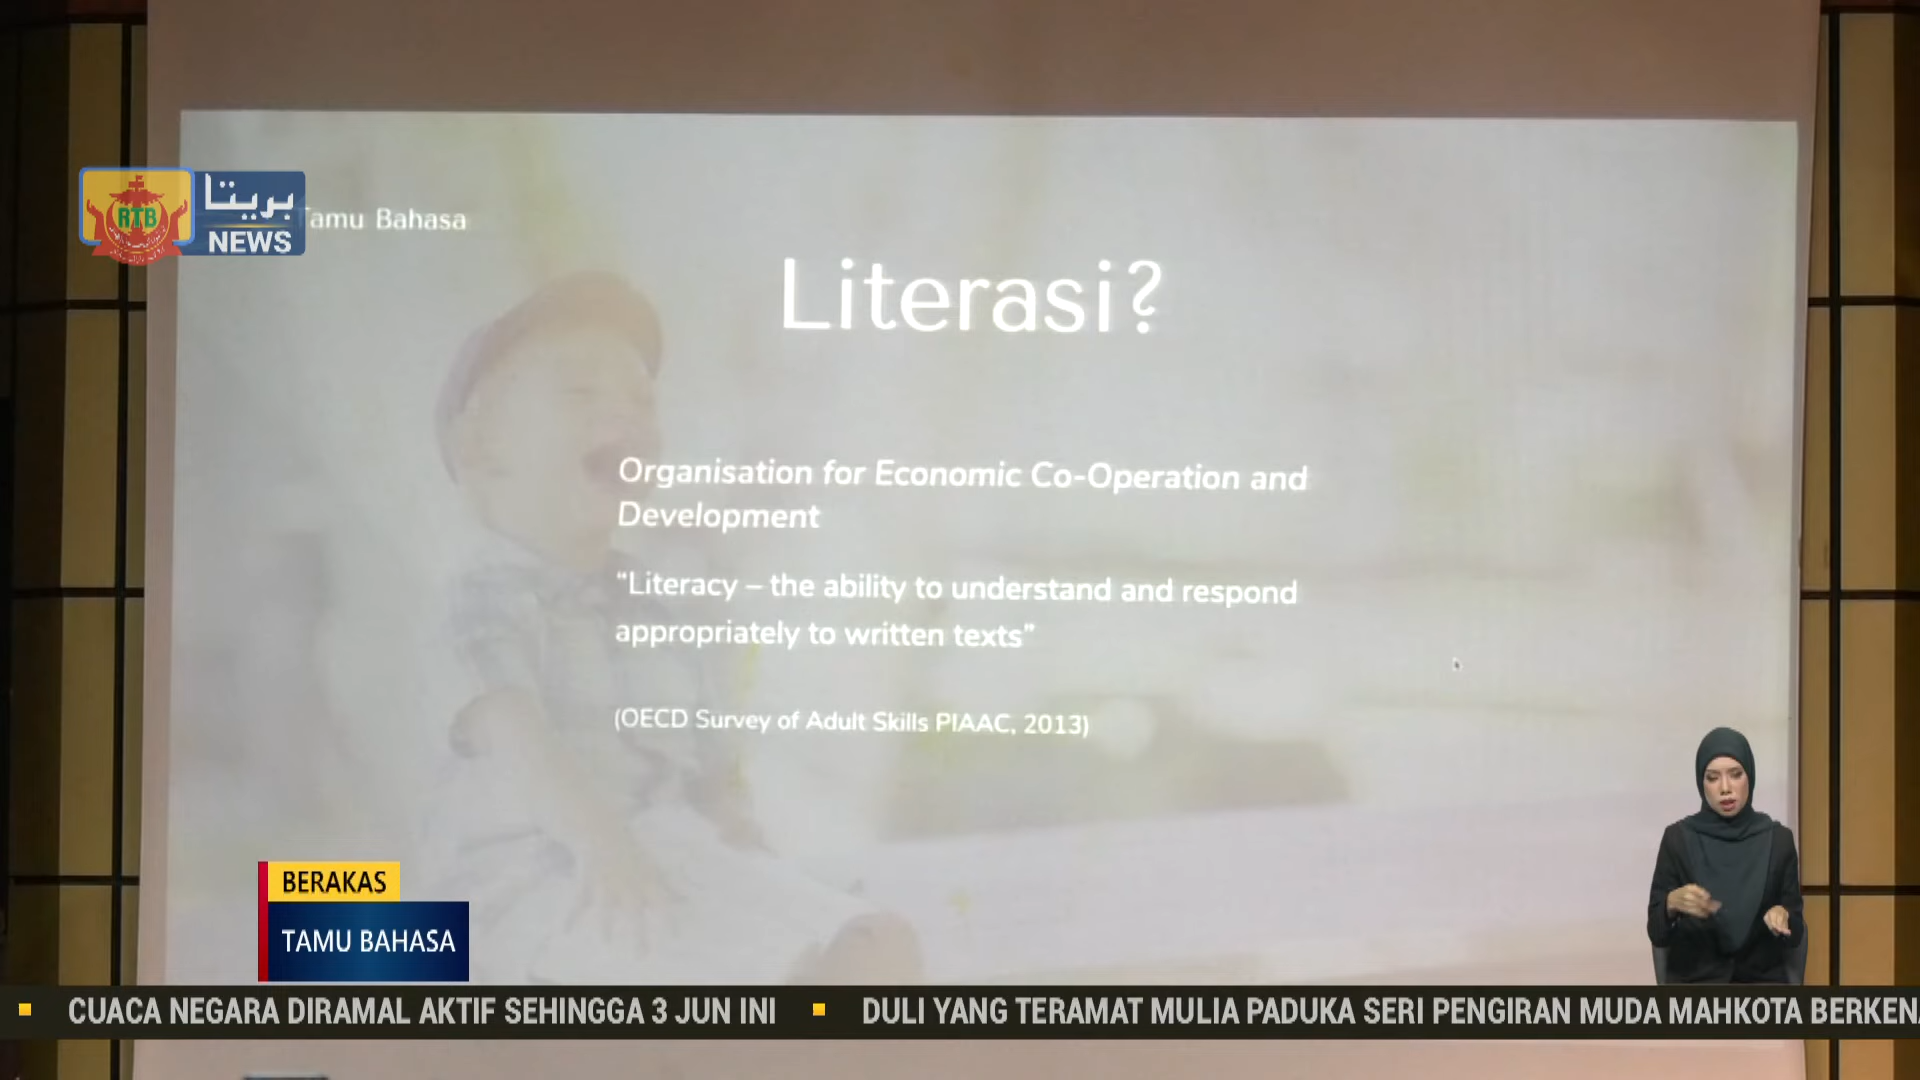 RTB
بريتا
NEWS
Tamu Bahasa
Literasi?
Organisation for Economic Co-Operation and
Development
“Literacy – the ability to understand and respond
appropriately to written texts”
(OECD Survey of Adult Skills PIAAC, 2013)
BERAKAS
TAMU BAHASA
CUACA NEGARA DIRAMAL AKTIF SEHINGGA 3 JUN INI
DULI YANG TERAMAT MULIA PADUKA SERI PENGIRAN MUDA MAHKOTA BERKENA